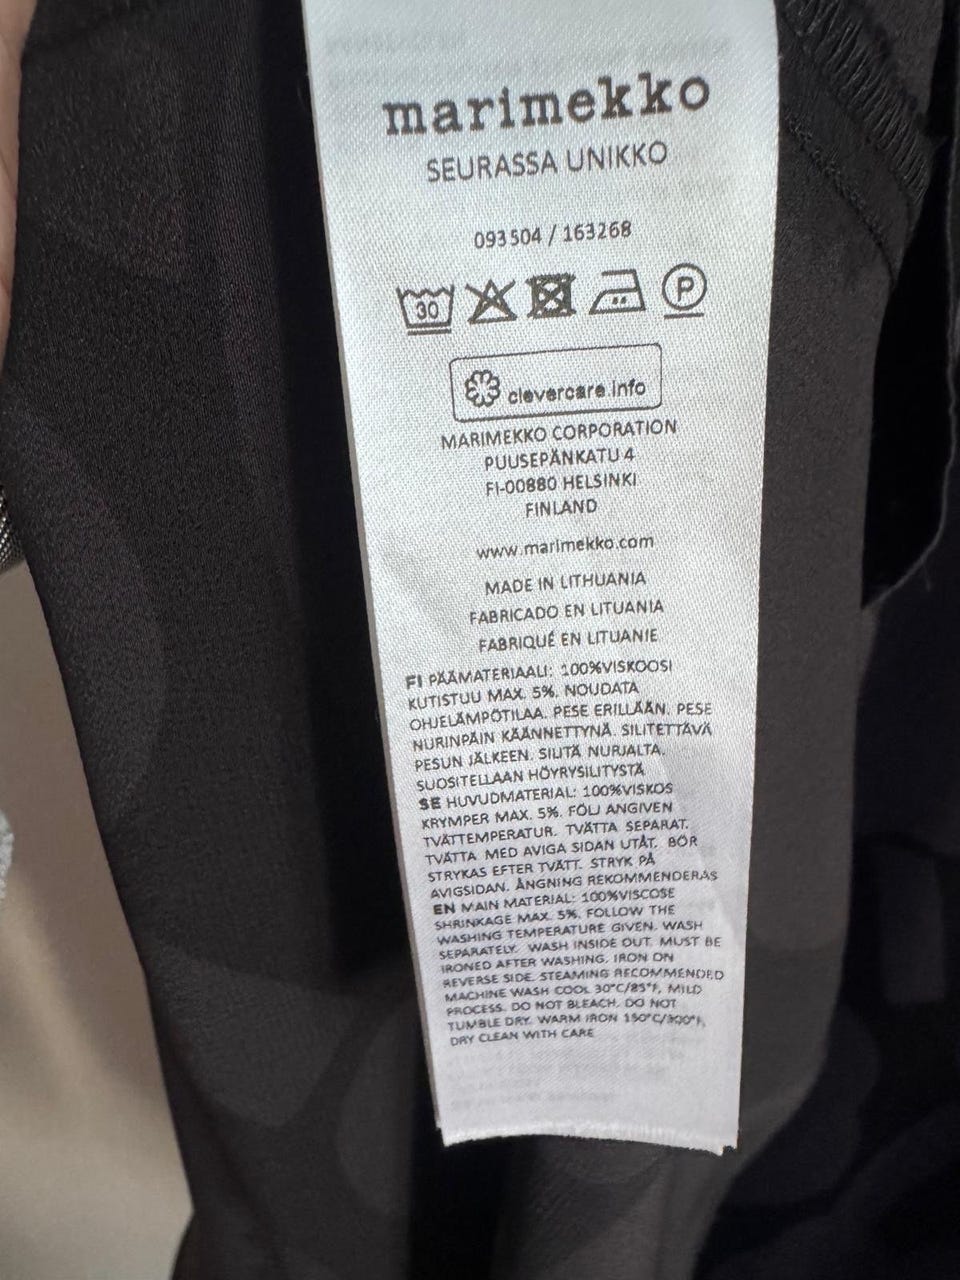 marimekko
SEURASSA UNIKKO
093504 / 163268
30 P
clevercare.info
MARIMEKKO CORPORATION
PUUSEPÄNKATU 4
FI-00880 HELSINKI
FINLAND
www.marimekko.com
MADE IN LITHUANIA
FABRICADO EN LITUANIA
FABRIQUÉ EN LITUANIE
FI PÄÄMATERIAALI: 100%VISKOOSI
KUTISTUU MAX. 5%. NOUDATA
OHJELÄMPÖTILAA. PESE ERILLÄÄN. PESE
NURINPÄIN KÄÄNNETTYNÄ. SILITETTÄVÄ
PESUN JÄLKEEN. SILITÄ NURJALTA.
SUOSITELLAAN HÖYRYSILITYSTÄ
SE HUVUDMATERIAL: 100%VISKOS
KRYMPER MAX. 5%. FÖLJ ANGIVEN
TVÄTTEMPERATUR. TVÄTTA SEPARAT.
TVÄTTA MED AVIGA SIDAN UTÅT. BÖR
STRYKAS EFTER TVÄTT. STRYK PÅ
AVIGSIDAN. ÅNGNING REKOMMENDERAS
EN MAIN MATERIAL: 100%VISCOSE
SHRINKAGE MAX. 5%. FOLLOW THE
WASHING TEMPERATURE GIVEN. WASH
SEPARATELY. WASH INSIDE OUT. MUST BE
IRONED AFTER WASHING. IRON ON
REVERSE SIDE. STEAMING RECOMMENDED
MACHINE WASH COOL 30°C/85°F, MILD
PROCESS. DO NOT BLEACH. DO NOT
TUMBLE DRY. WARM IRON 150°C/300°F,
DRY CLEAN WITH CARE